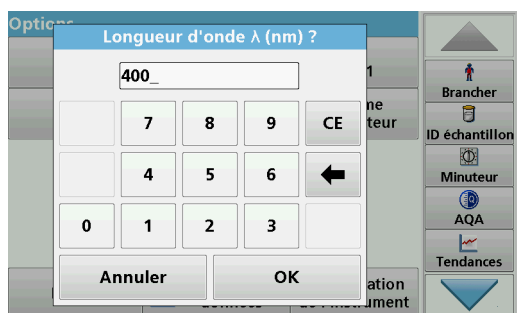 Options
Longueur d'onde λ (nm) ?
400_
7 8 9 CE
4 5 6
0 1 2 3
Annuler OK
Brancher
ID échantillon
Minuteur
AQA
Tendances